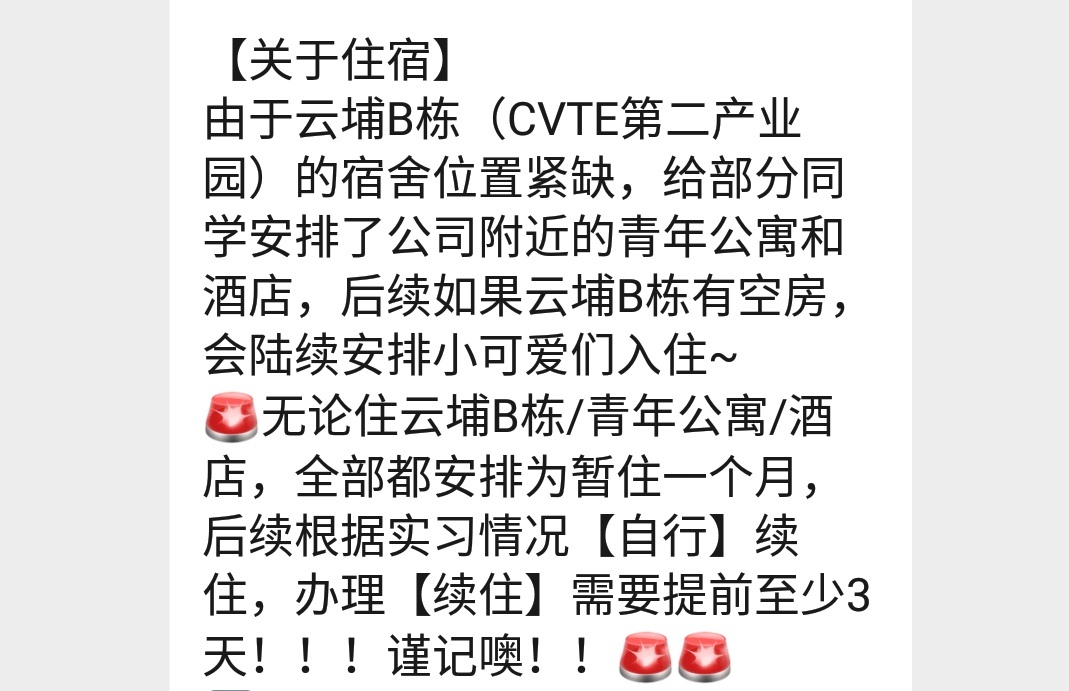 【关于住宿】
由于云埔B栋（CVTE第二产业
园）的宿舍位置紧缺，给部分同
学安排了公司附近的青年公寓和
酒店，后续如果云埔B栋有空房，
会陆续安排小可爱们入住~
🚨无论住云埔B栋/青年公寓/酒
店，全部都安排为暂住一个月，
后续根据实习情况【自行】续
住，办理【续住】需要提前至少3
天！！！谨记噢！！🚨🚨